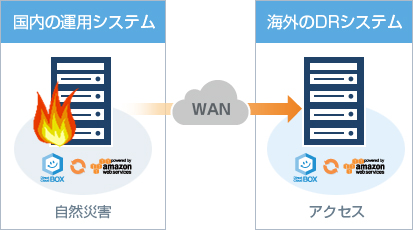 国内の運用システム
海外のDRシステム
WAN
BOX
powered by
amazon
web services
BOX
powered by
amazon
web services
自然災害
アクセス